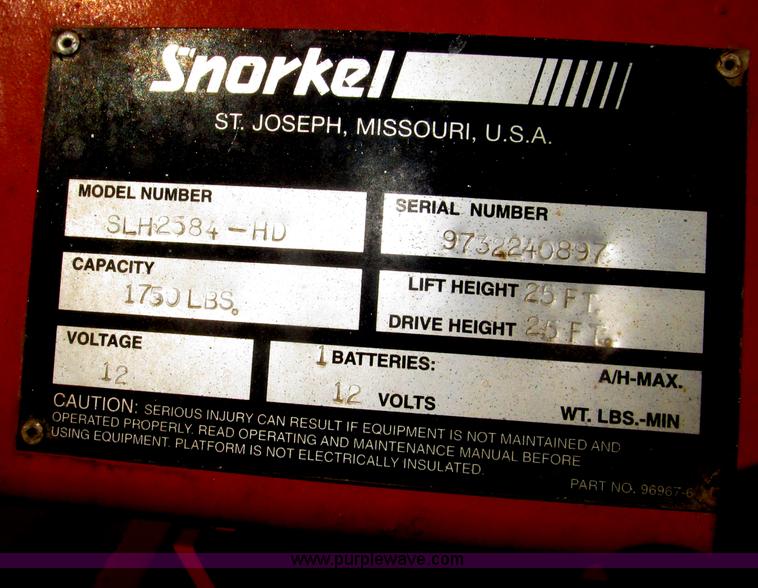 Snorkel
ST. JOSEPH, MISSOURI, U.S.A.
MODEL NUMBER
SLH2584-HD
SERIAL NUMBER
9732240897
CAPACITY
1750 LBS.
LIFT HEIGHT 25 FT.
DRIVE HEIGHT 25 FT.
VOLTAGE
12
1 BATTERIES:
12 VOLTS
A/H-MAX.
WT. LBS.-MIN
CAUTION: SERIOUS INJURY CAN RESULT IF EQUIPMENT IS NOT MAINTAINED AND
OPERATED PROPERLY. READ OPERATING AND MAINTENANCE MANUAL BEFORE
USING EQUIPMENT. PLATFORM IS NOT ELECTRICALLY INSULATED.
PART NO. 96967-6
www.purplewave.com